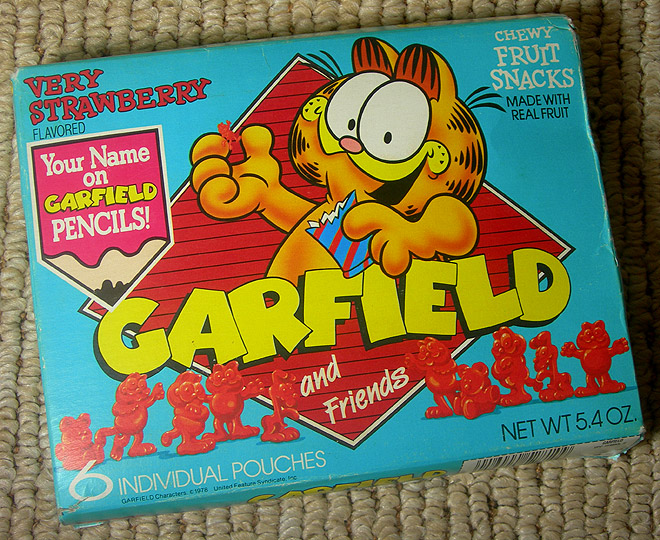 VERY
STRAWBERRY
FLAVORED
CHEWY
FRUIT
SNACKS
MADE WITH
REAL FRUIT
Your Name
on
GARFIELD
PENCILS!
GARFIELD
and
Friends
NET WT 5.4 OZ.
6 INDIVIDUAL POUCHES
GARFIELD Characters: © 1978 United Feature Syndicate, Inc.
GARFIELD